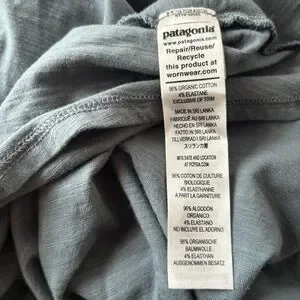 patagonia®
www.patagonia.com
Repair/Reuse/
Recycle
this product at
wornwear.com
96% ORGANIC COTTON
4% ELASTANE
EXCLUSIVE OF TRIM
MADE IN SRI LANKA
FABRIQUÉ AU SRI LANKA
HECHO EN SRI LANKA
FATTO IN SRI LANKA
TILLVERKAD I SRI LANKA
スリランカ製
MFG DATE AND LOCATION
AT PCPSIA.COM
96% COTON DE CULTURE
BIOLOGIQUE
4% ÉLASTHANNE
À PART LA GARNITURE
96% ALGODÓN
ORGÁNICO
4% ELASTANO
NO INCLUYE EL ADORNO
96% ORGANISCHE
BAUMWOLLE
4% ELASTHAN
AUSGENOMMEN BESATZ